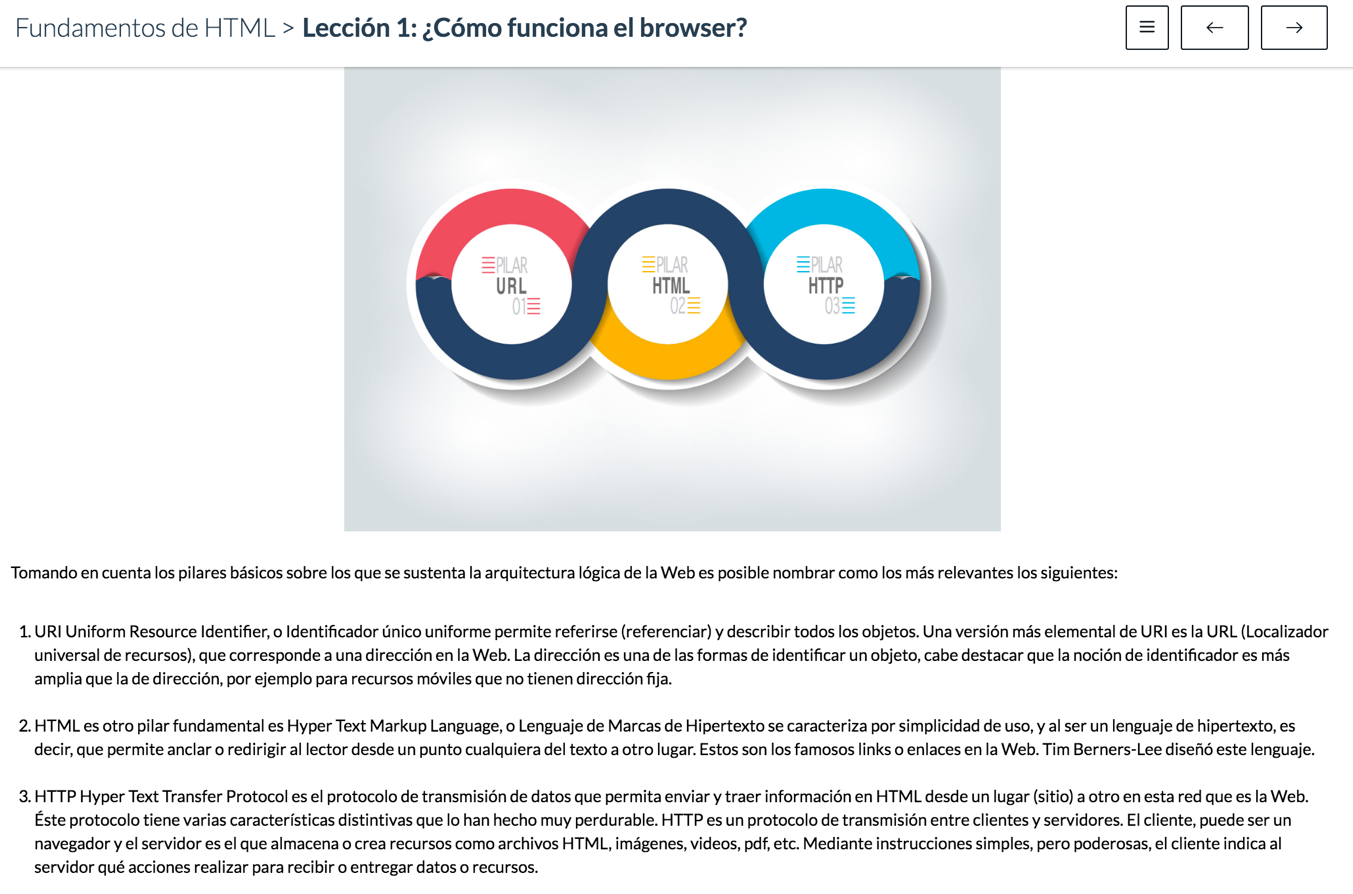 Fundamentos de HTML > Lección 1: ¿Cómo funciona el browser?
PILAR
URL
01
PILAR
HTML
02
PILAR
HTTP
03
Tomando en cuenta los pilares básicos sobre los que se sustenta la arquitectura lógica de la Web es posible nombrar como los más relevantes los siguientes:
1. URI Uniform Resource Identifier, o Identificador único uniforme permite referirse (referenciar) y describir todos los objetos. Una versión más elemental de URI es la URL (Localizador
universal de recursos), que corresponde a una dirección en la Web. La dirección es una de las formas de identificar un objeto, cabe destacar que la noción de identificador es más
amplia que la de dirección, por ejemplo para recursos móviles que no tienen dirección fija.
2. HTML es otro pilar fundamental es Hyper Text Markup Language, o Lenguaje de Marcas de Hipertexto se caracteriza por simplicidad de uso, y al ser un lenguaje de hipertexto, es
decir, que permite anclar o redirigir al lector desde un punto cualquiera del texto a otro lugar. Estos son los famosos links o enlaces en la Web. Tim Berners-Lee diseñó este lenguaje.
3. HTTP Hyper Text Transfer Protocol es el protocolo de transmisión de datos que permita enviar y traer información en HTML desde un lugar (sitio) a otro en esta red que es la Web.
Éste protocolo tiene varias características distintivas que lo han hecho muy perdurable. HTTP es un protocolo de transmisión entre clientes y servidores. El cliente, puede ser un
navegador y el servidor es el que almacena o crea recursos como archivos HTML, imágenes, videos, pdf, etc. Mediante instrucciones simples, pero poderosas, el cliente indica al
servidor qué acciones realizar para recibir o entregar datos o recursos.